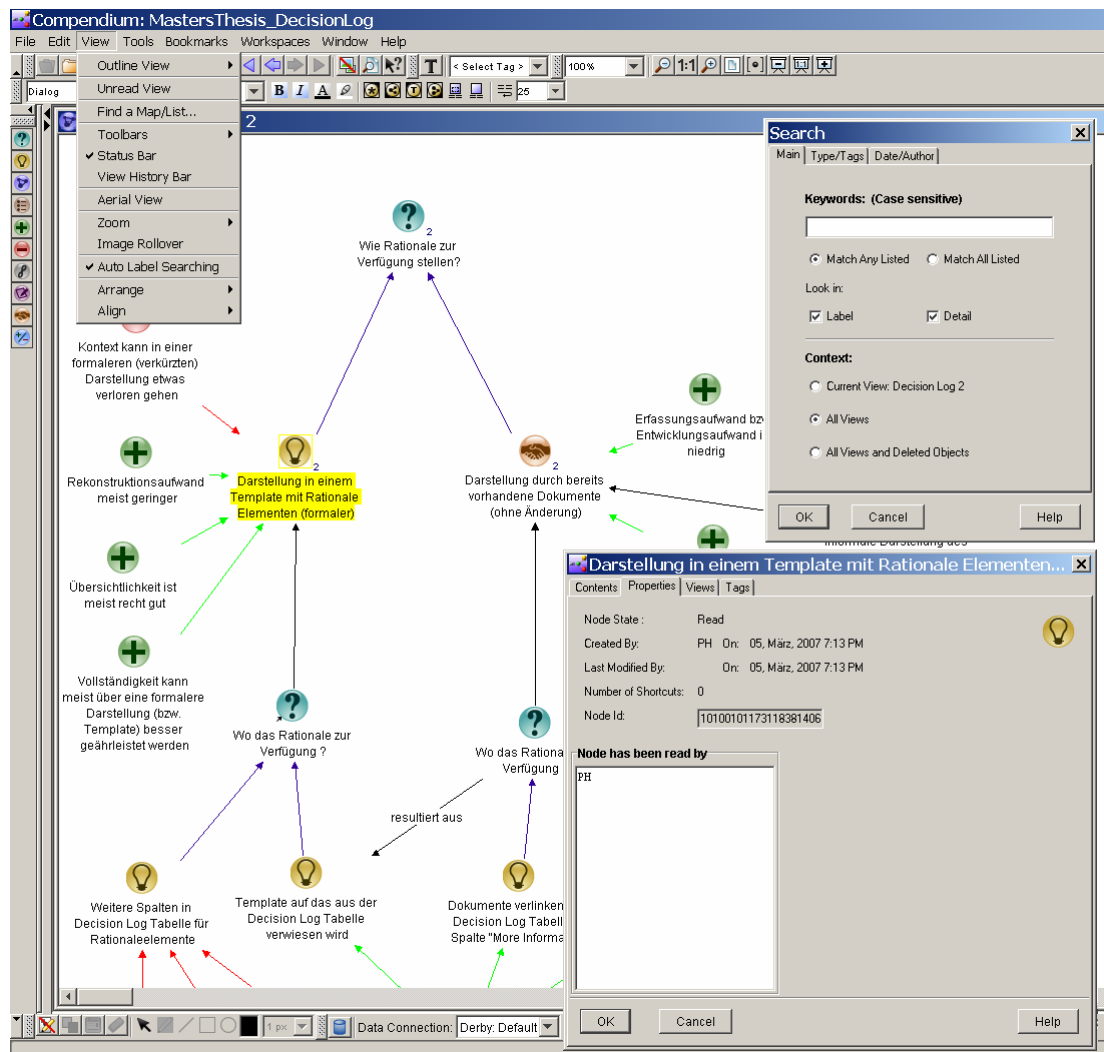 Compendium: MastersThesis_DecisionLog
File Edit View Tools Bookmarks Workspaces Window Help
T < Select Tag > 100% 1:1
Dialog B I A 25
Outline View
Unread View
Find a Map/List...
Toolbars
Status Bar
View History Bar
Aerial View
Zoom
Image Rollover
Auto Label Searching
Arrange
Align
2
2
Wie Rationale zur
Verfügung stellen?
Kontext kann in einer
formaleren (verkürzten)
Darstellung etwas
verloren gehen
Rekonstruktionsaufwand
meist geringer
Übersichtlichkeit ist
meist recht gut
Vollständigkeit kann
meist über eine formalere
Darstellung (bzw.
Template) besser
geährleistet werden
2
Darstellung in einem
Template mit Rationale
Elementen (formaler)
2
Darstellung durch bereits
vorhandene Dokumente
(ohne Änderung)
Erfassungsaufwand bzw
Entwicklungsaufwand i
niedrig
informale Darstellung des
Wo das Rationale zur
Verfügung ?
Wo das Rationa
Verfügung
resultiert aus
Weitere Spalten in
Decision Log Tabelle für
Rationaleelemente
Template auf das aus der
Decision Log Tabelle
verwiesen wird
Dokumente verlinken
Decision Log Tabell
Spalte "More Informa
1 px Data Connection: Derby: Default
Search
Main Type/Tags Date/Author
Keywords: (Case sensitive)
Match Any Listed Match All Listed
Look in:
Label Detail
Context:
Current View: Decision Log 2
All Views
All Views and Deleted Objects
OK Cancel Help
Darstellung in einem Template mit Rationale Elementen...
Contents Properties Views Tags
Node State : Read
Created By: PH On: 05, März, 2007 7:13 PM
Last Modified By: On: 05, März, 2007 7:13 PM
Number of Shortcuts: 0
Node Id: 10100101173118381406
Node has been read by
PH
OK Cancel Help